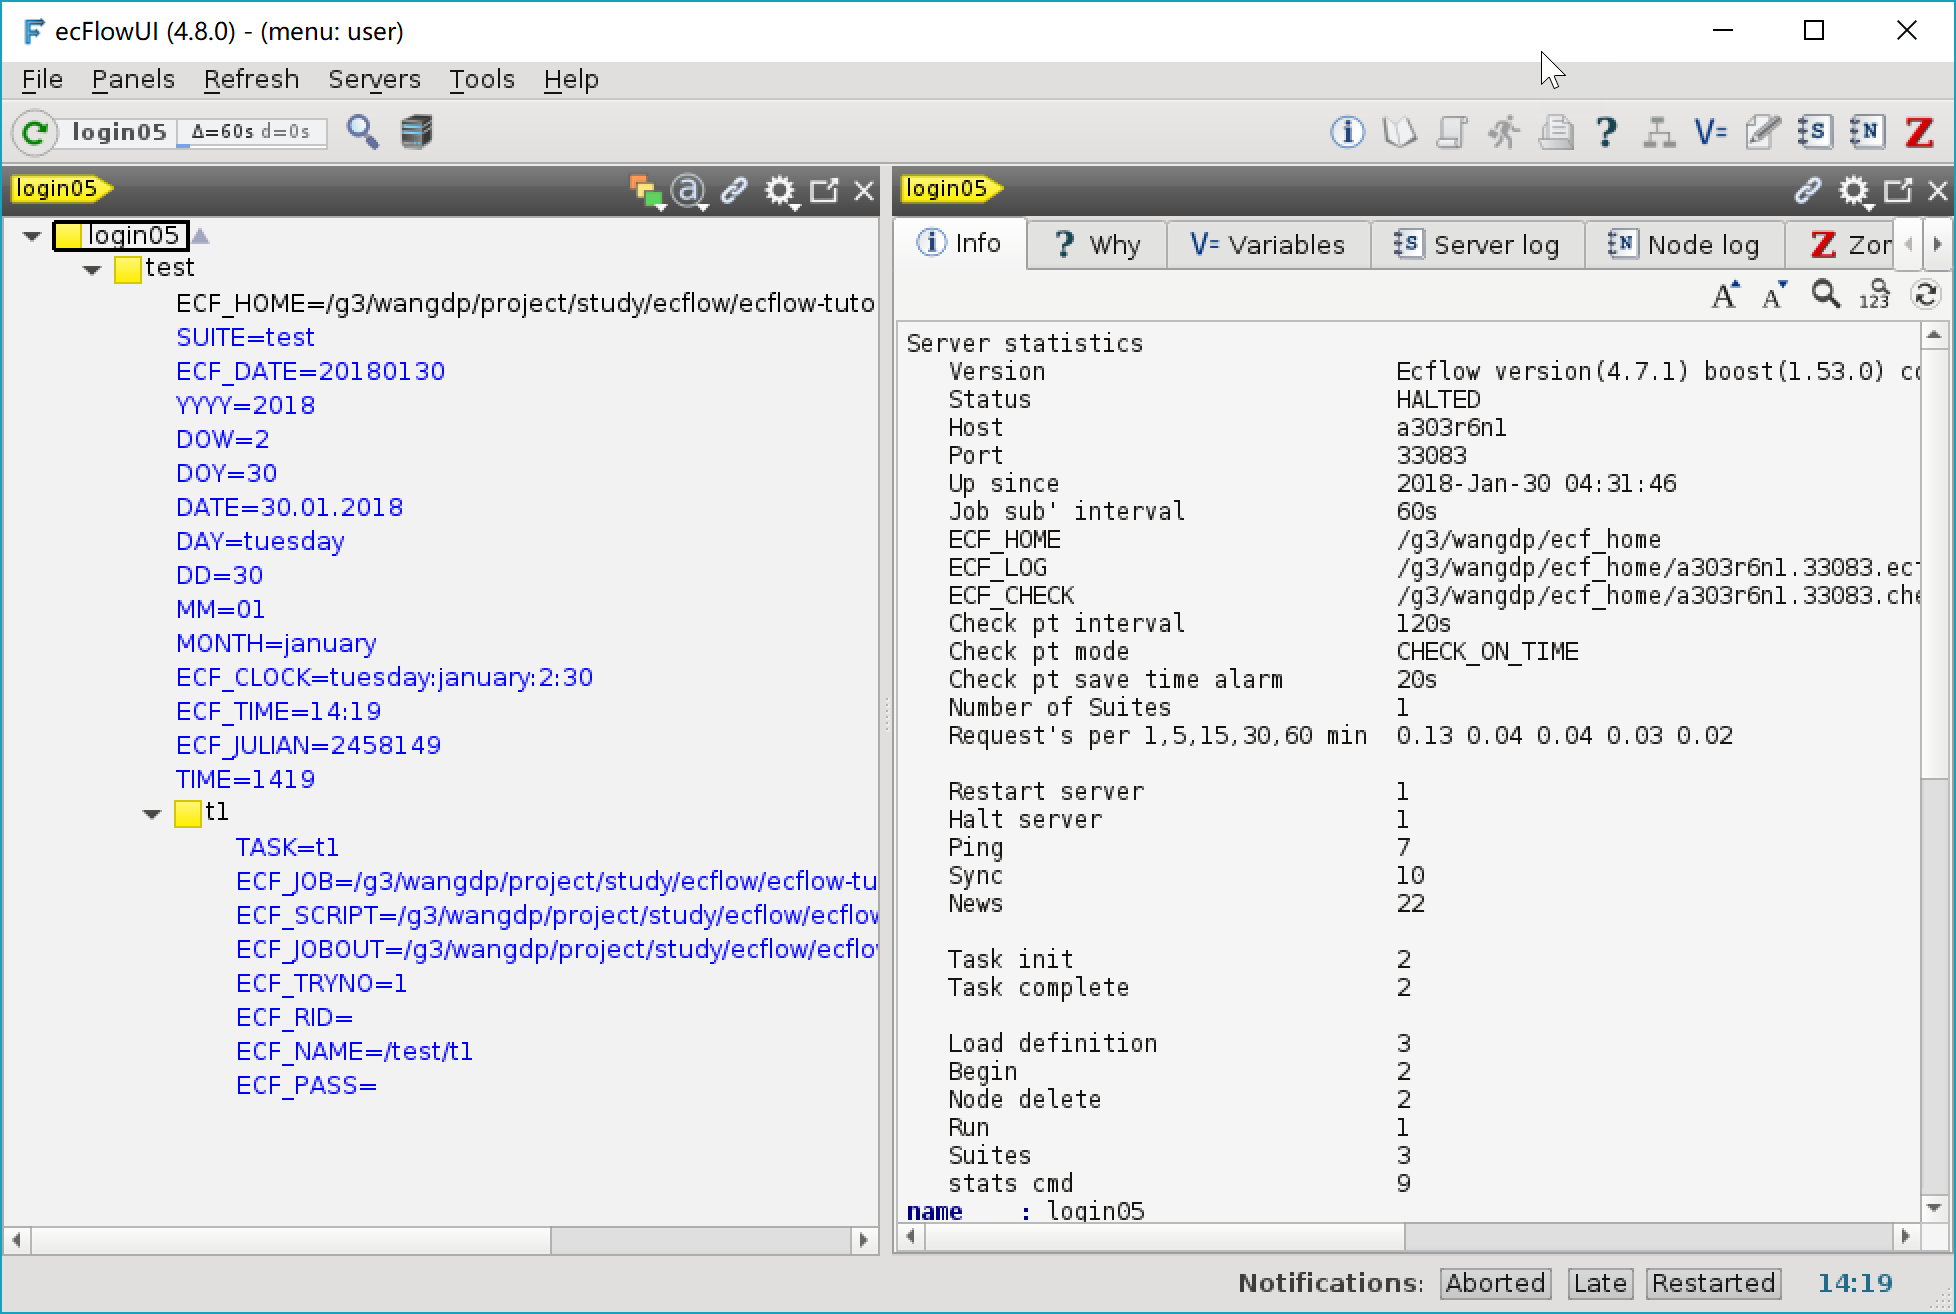 ecFlowUI (4.8.0) - (menu: user)
File Panels Refresh Servers Tools Help
login05 Δ=60s d=0s
login05
login05
test
ECF_HOME=/g3/wangdp/project/study/ecflow/ecflow-tuto
SUITE=test
ECF_DATE=20180130
YYYY=2018
DOW=2
DOY=30
DATE=30.01.2018
DAY=tuesday
DD=30
MM=01
MONTH=january
ECF_CLOCK=tuesday:january:2:30
ECF_TIME=14:19
ECF_JULIAN=2458149
TIME=1419
t1
TASK=t1
ECF_JOB=/g3/wangdp/project/study/ecflow/ecflow-tu
ECF_SCRIPT=/g3/wangdp/project/study/ecflow/ecflow
ECF_JOBOUT=/g3/wangdp/project/study/ecflow/ecflo
ECF_TRYNO=1
ECF_RID=
ECF_NAME=/test/t1
ECF_PASS=
login05
Info ? Why V= Variables S Server log N Node log Z Zor
Server statistics
Version Ecflow version(4.7.1) boost(1.53.0) co
Status HALTED
Host a303r6n1
Port 33083
Up since 2018-Jan-30 04:31:46
Job sub' interval 60s
ECF_HOME /g3/wangdp/ecf_home
ECF_LOG /g3/wangdp/ecf_home/a303r6n1.33083.ecf
ECF_CHECK /g3/wangdp/ecf_home/a303r6n1.33083.che
Check pt interval 120s
Check pt mode CHECK_ON_TIME
Check pt save time alarm 20s
Number of Suites 1
Request's per 1,5,15,30,60 min 0.13 0.04 0.04 0.03 0.02
Restart server 1
Halt server 1
Ping 7
Sync 10
News 22
Task init 2
Task complete 2
Load definition 3
Begin 2
Node delete 2
Run 1
Suites 3
stats cmd 9
name : login05
Notifications: Aborted Late Restarted 14:19